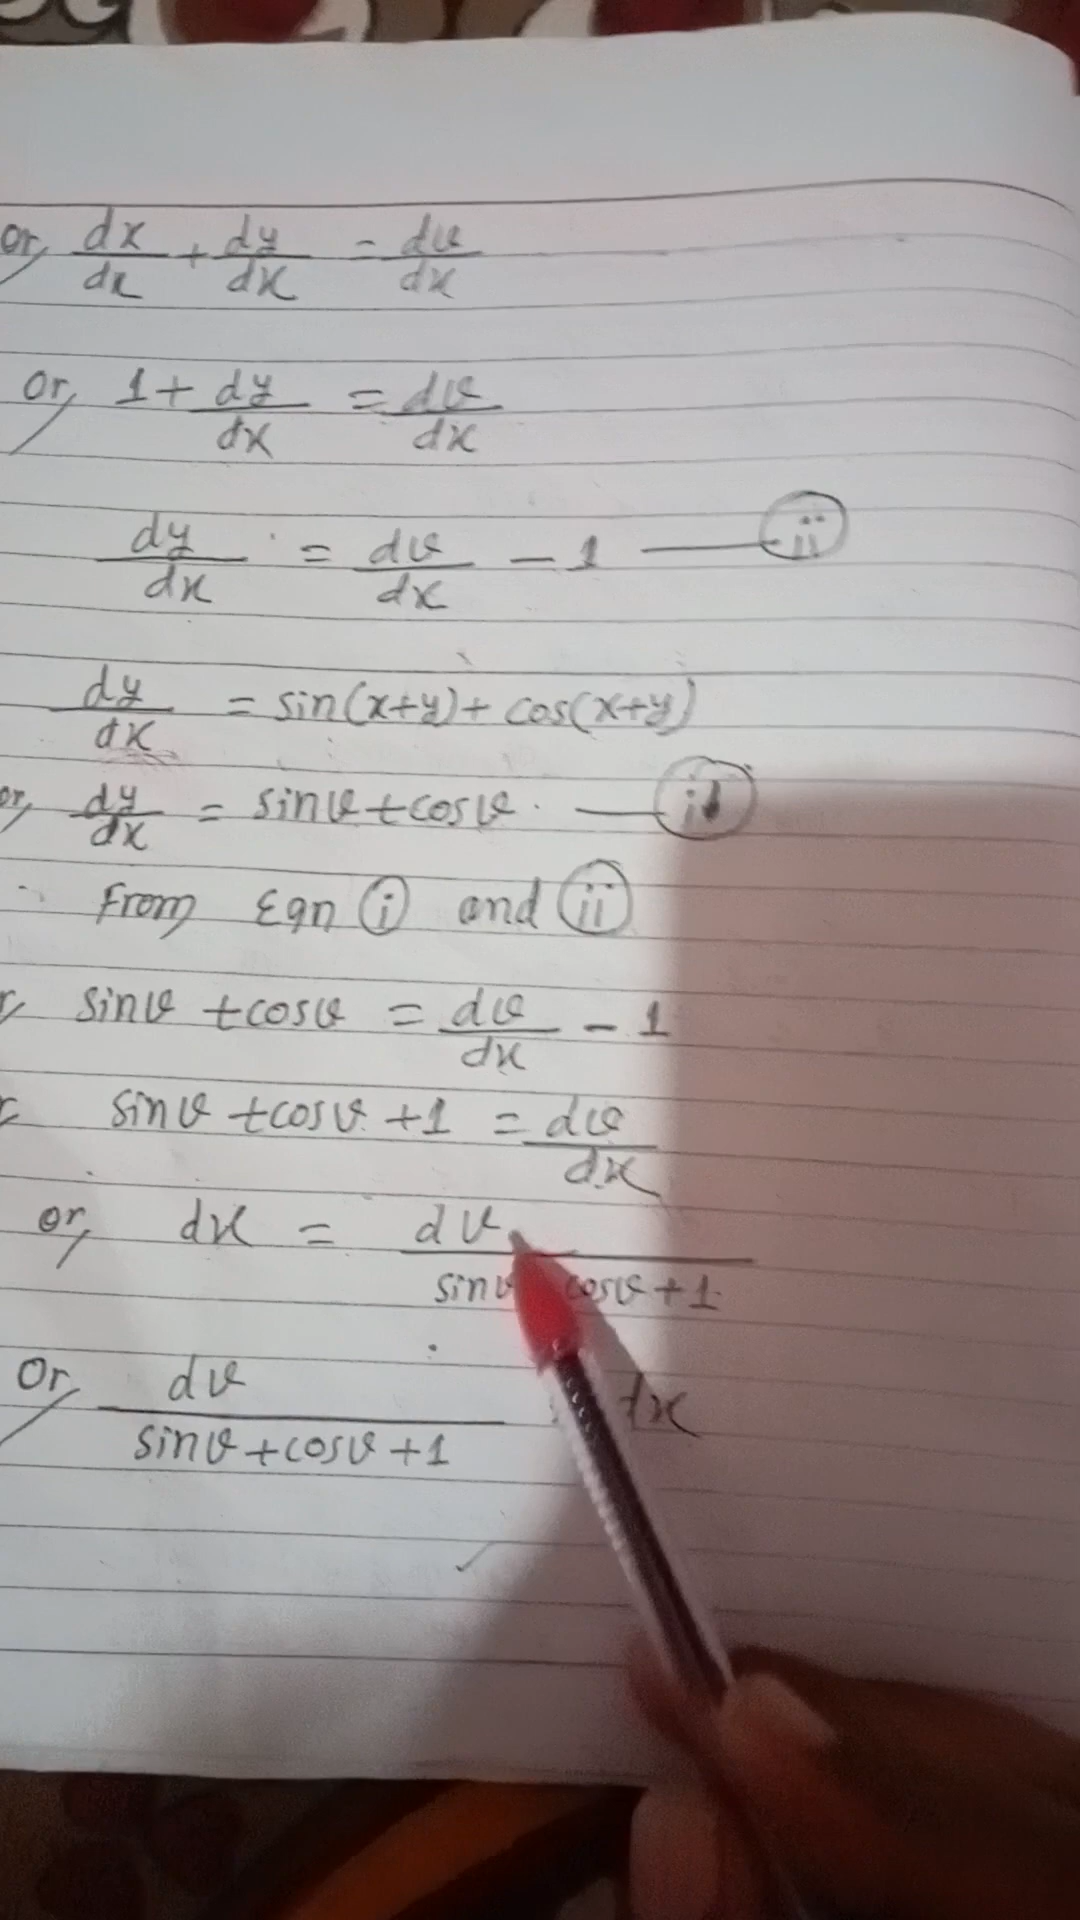 or, dx/dx + dy/dx = dv/dx
or, 1 + dy/dx = dv/dx
dy/dx = dv/dx - 1 —— (ii)
dy/dx = sin(x+y) + cos(x+y)
or, dy/dx = sinv + cosv. —— (i)
From Eqn (i) and (ii)
sinv + cosv = dv/dx - 1
sinv + cosv + 1 = dv/dx
or, dx = dv/sinv cosv + 1
or, dv/sinv + cosv + 1 dx